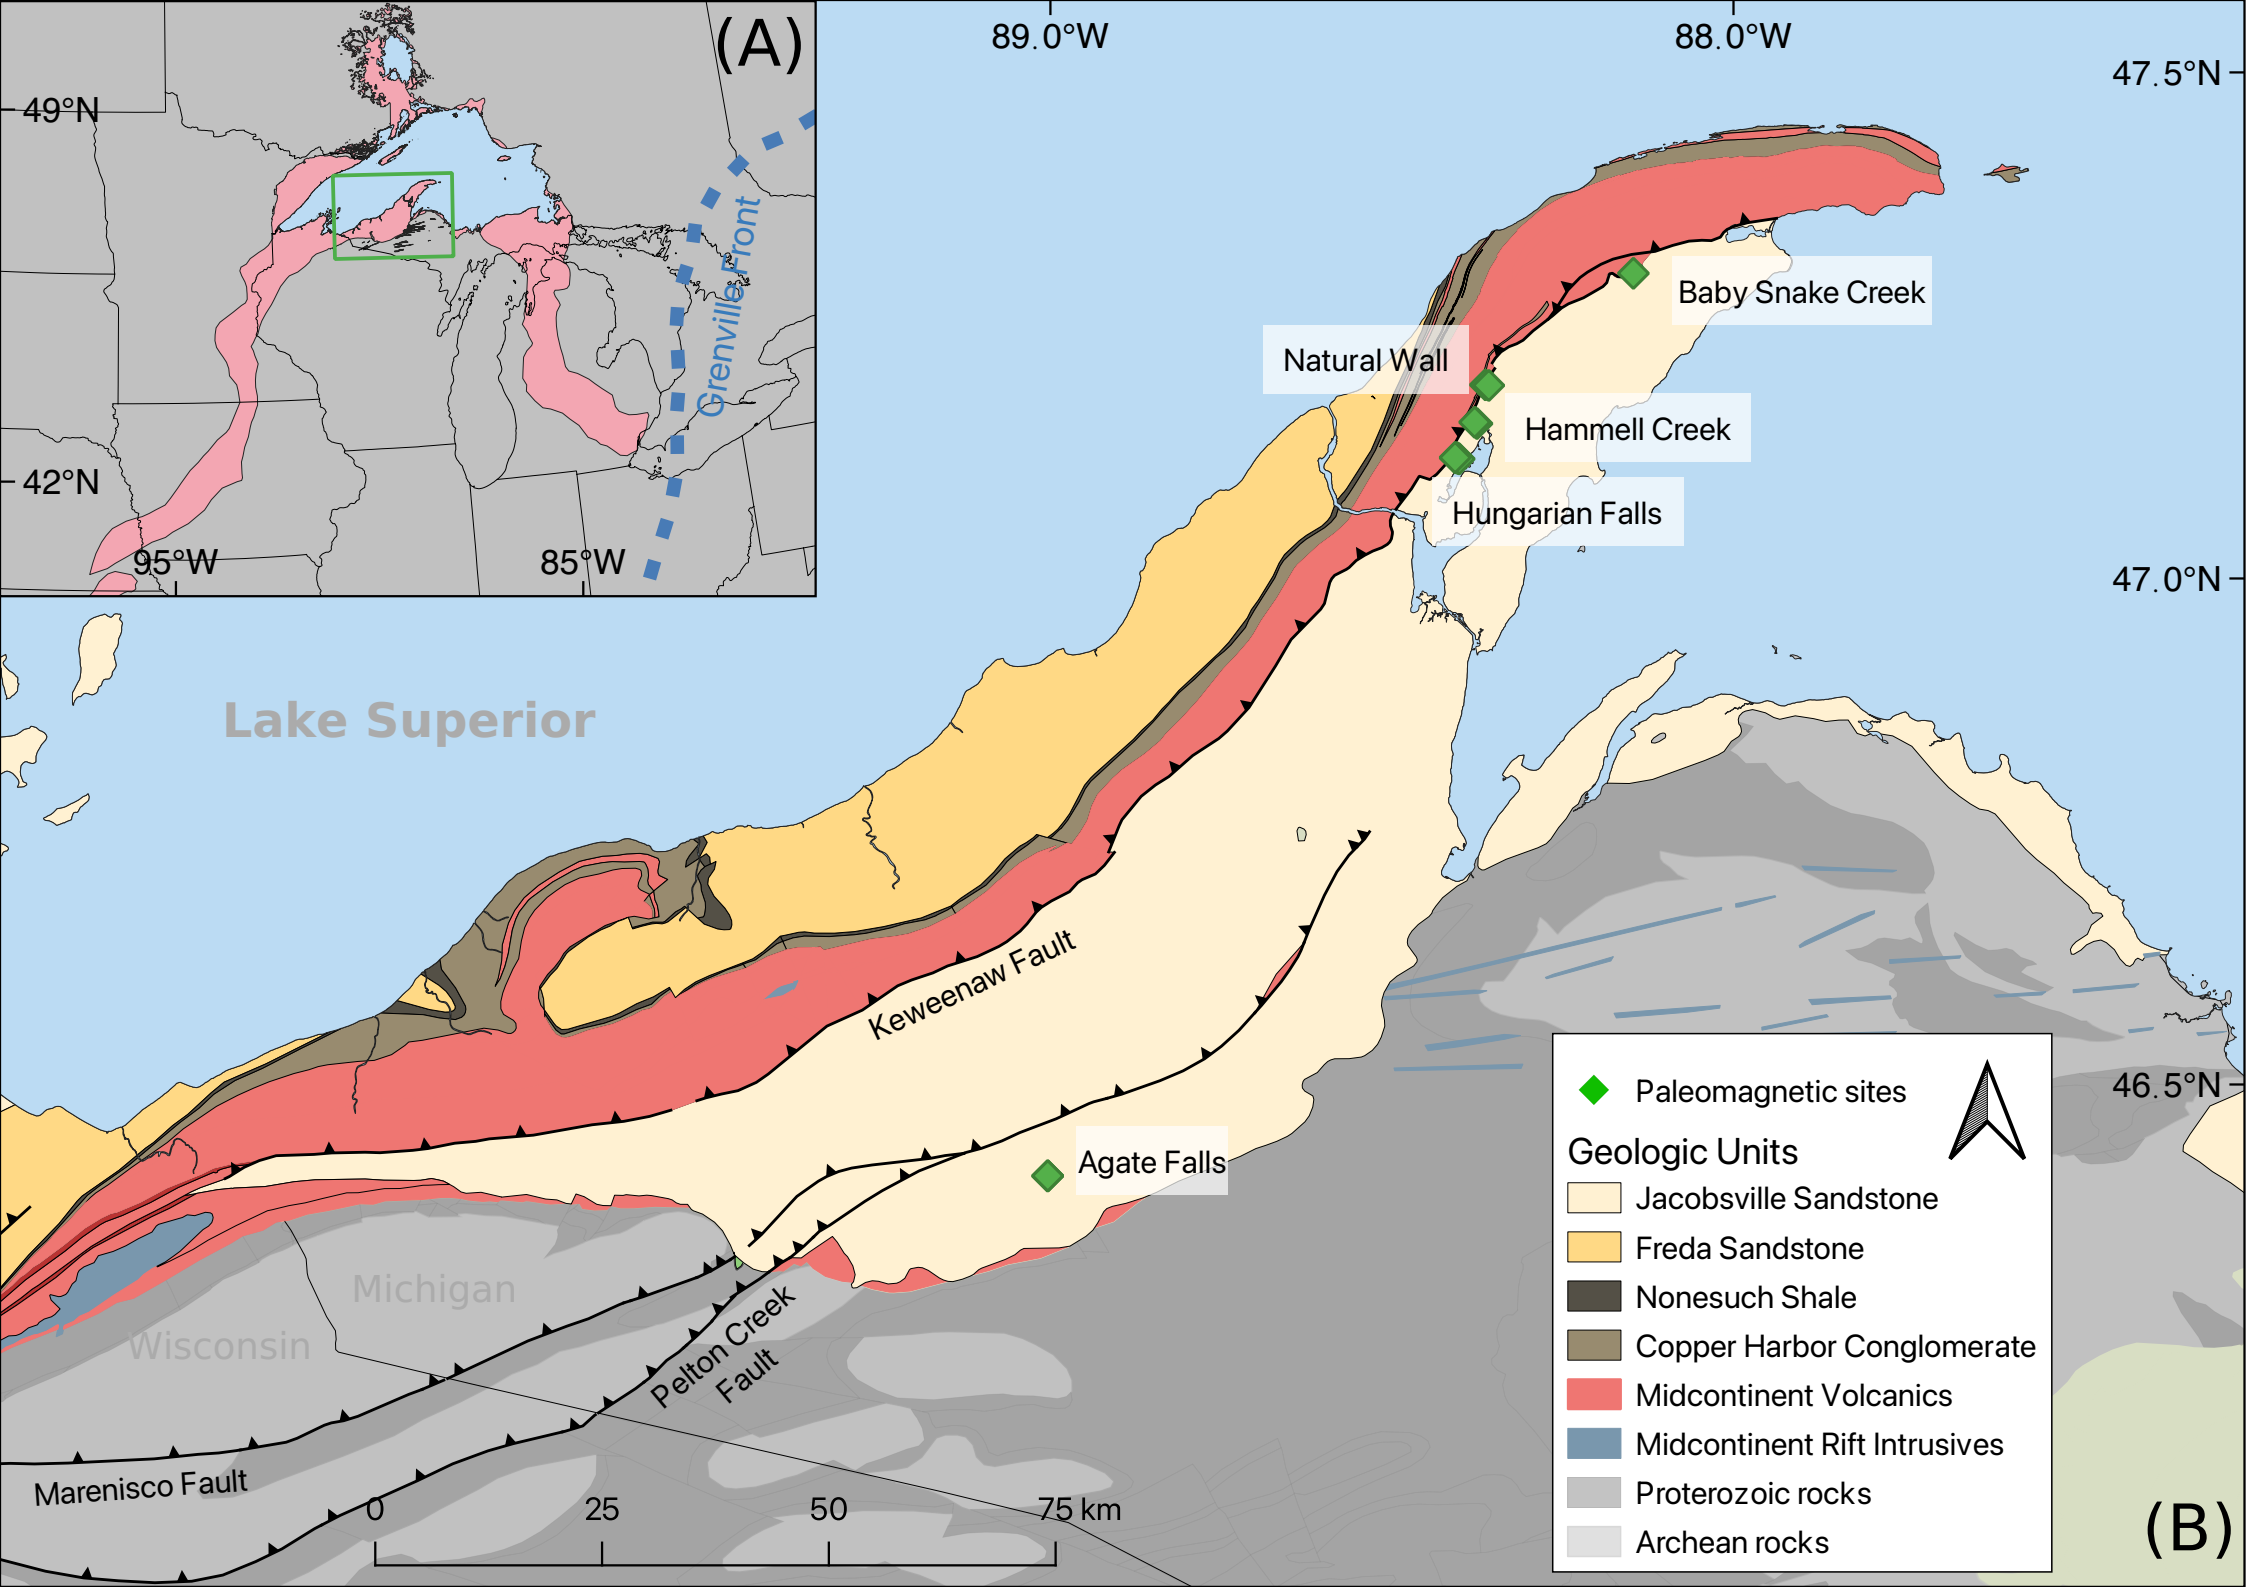 (A)
49°N
42°N
95°W
85°W
Grenville Front
89.0°W
88.0°W
47.5°N
47.0°N
46.5°N
Baby Snake Creek
Natural Wall
Hammell Creek
Hungarian Falls
Lake Superior
Keweenaw Fault
Agate Falls
Michigan
Wisconsin
Pelton Creek
Fault
Marenisco Fault
0
25
50
75 km
Paleomagnetic sites
Geologic Units
Jacobsville Sandstone
Freda Sandstone
Nonesuch Shale
Copper Harbor Conglomerate
Midcontinent Volcanics
Midcontinent Rift Intrusives
Proterozoic rocks
Archean rocks
(B)